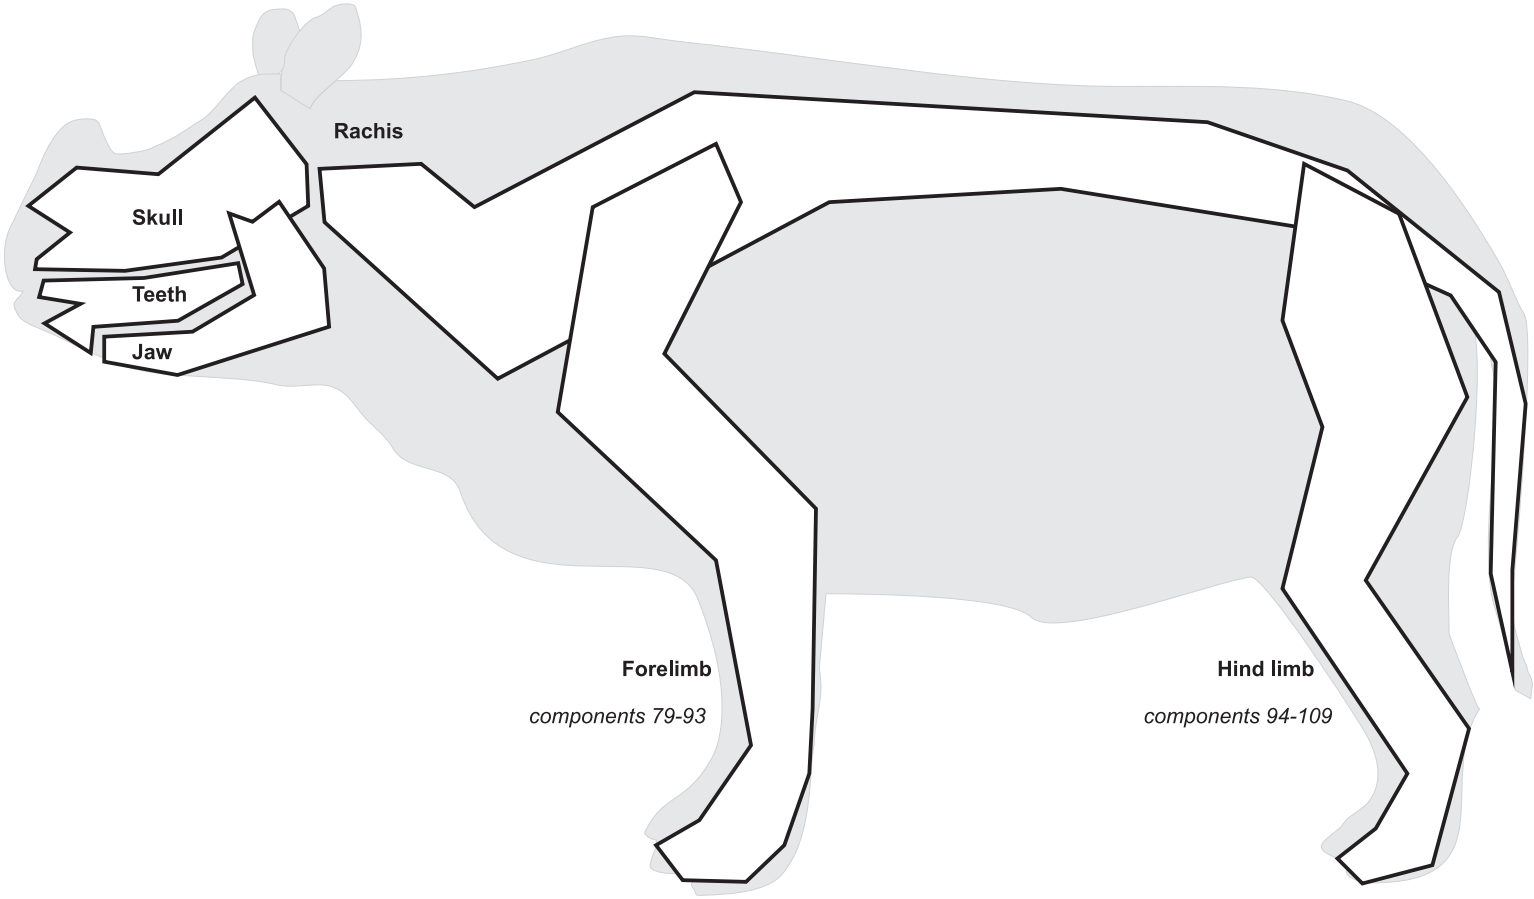 Rachis
Skull
Teeth
Jaw
Forelimb
components 79-93
Hind limb
components 94-109